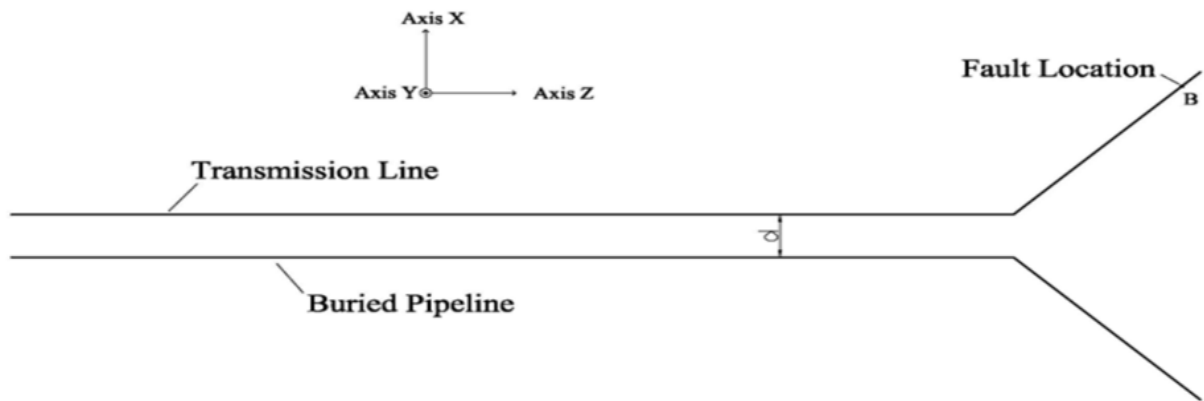 Axis X
Axis Y
Axis Z
Fault Location
B
Transmission Line
d
Buried Pipeline